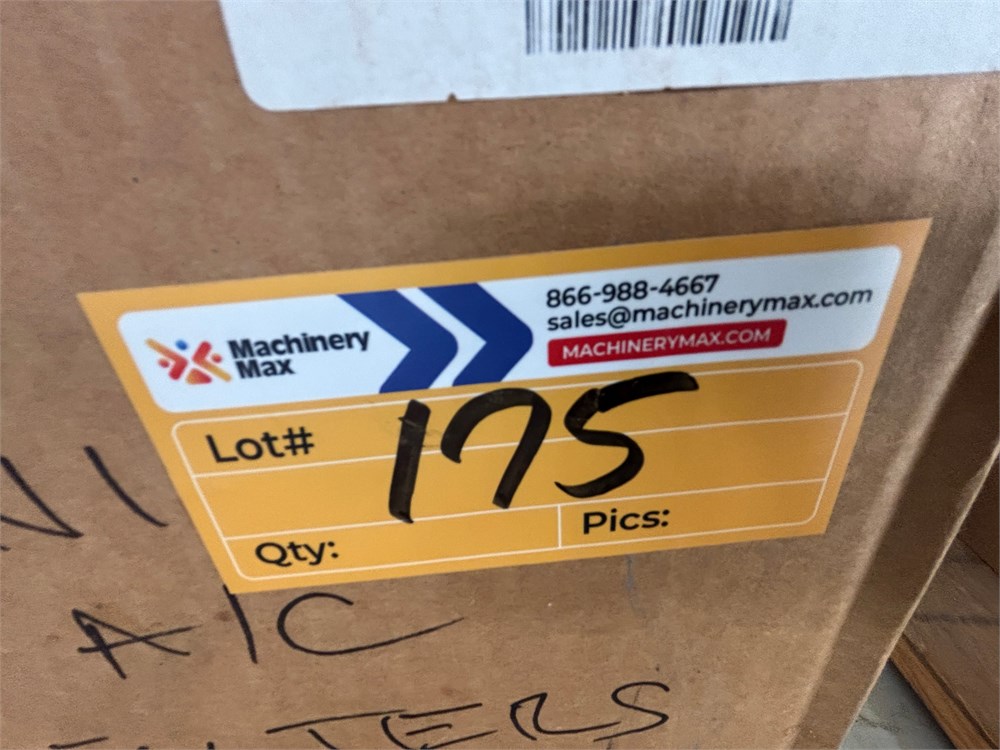 Machinery
Max
866-988-4667
sales@machinerymax.com
MACHINERYMAX.COM
Lot# 175
Qty:
Pics:
A/C